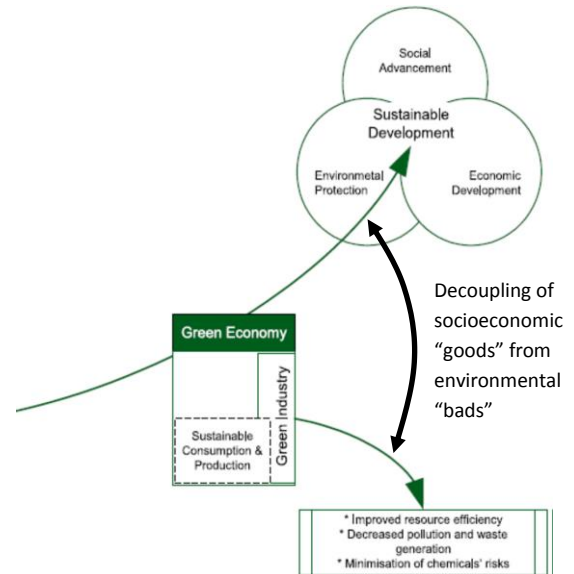 Social
Advancement
Sustainable
Development
Environmetal
Protection
Economic
Development
Decoupling of
socioeconomic
“goods” from
environmental
“bads”
Green Economy
Green Industry
Sustainable
Consumption &
Production
* Improved resource efficiency
* Decreased pollution and waste
generation
* Minimisation of chemicals' risks